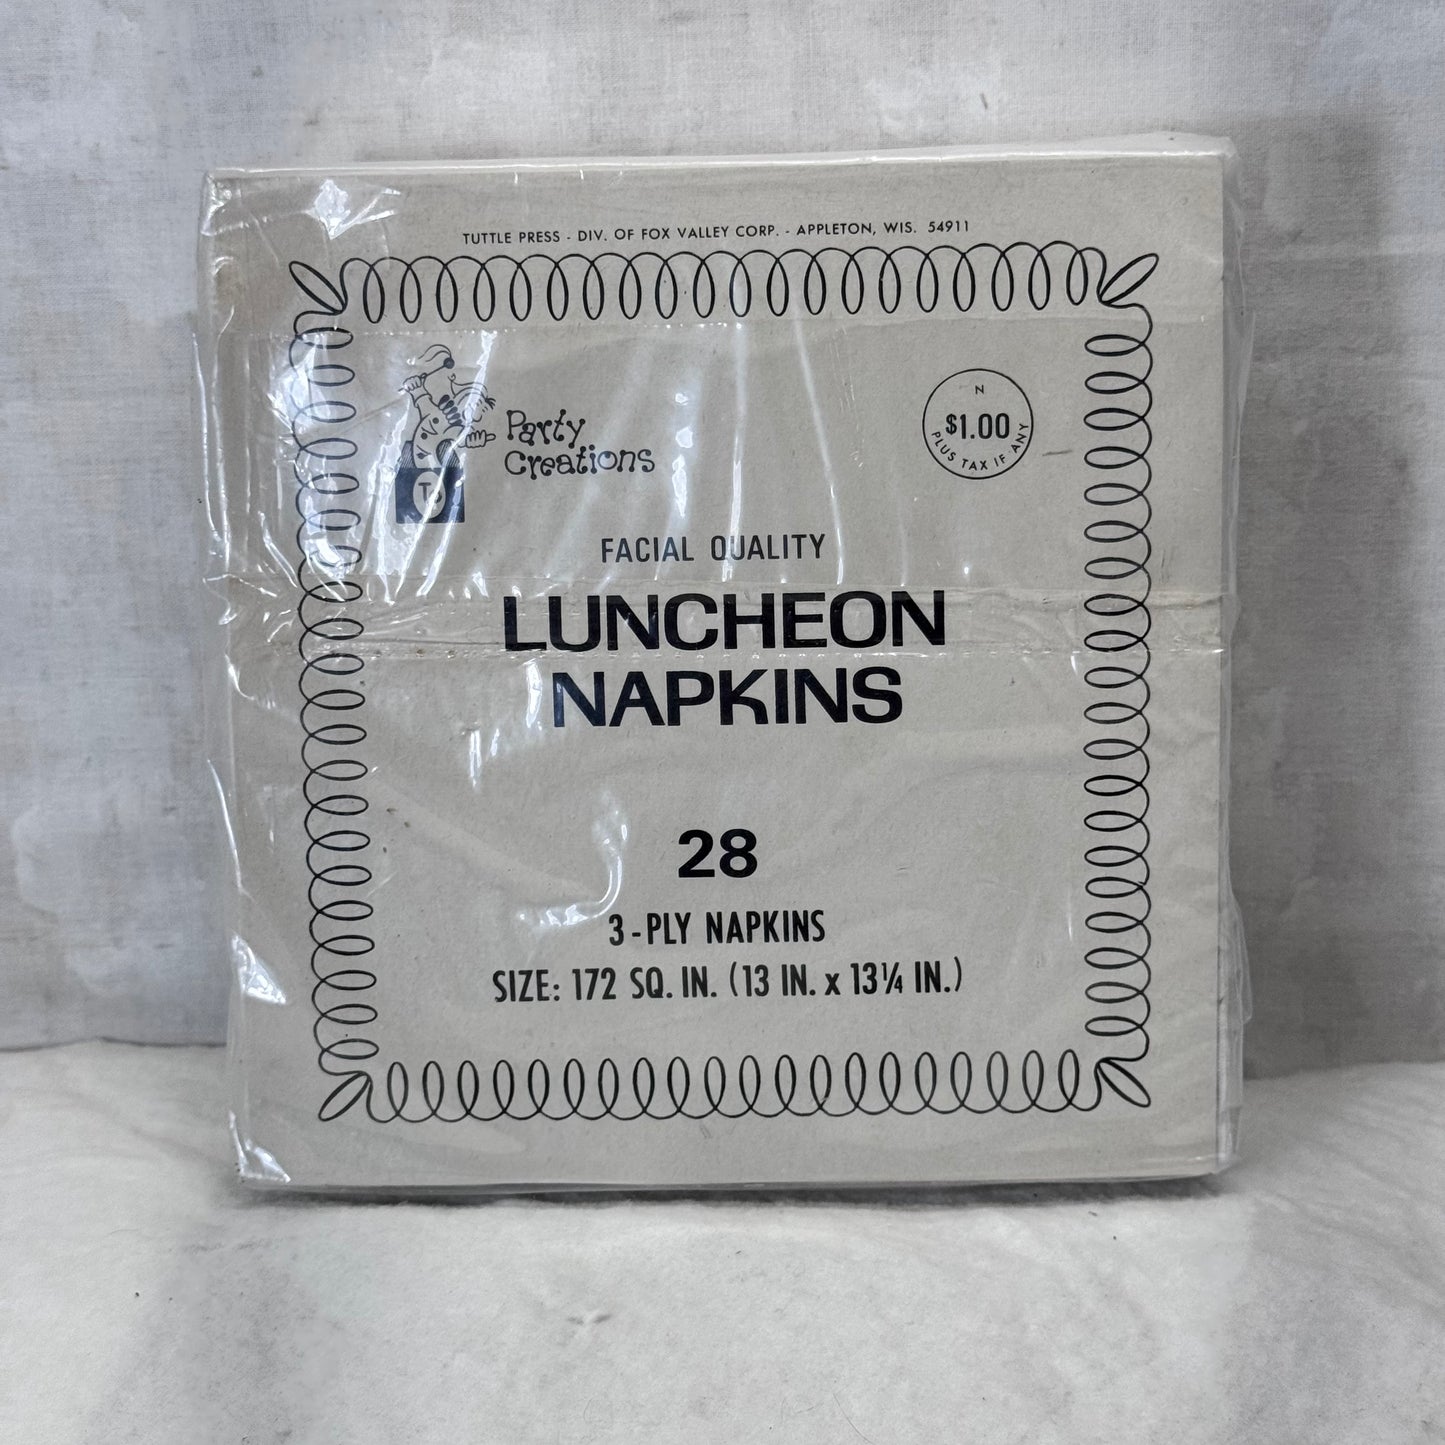 TUTTLE PRESS - DIV. OF FOX VALLEY CORP. - APPLETON, WIS. 54911
Party
Creations
N
$1.00
PLUS TAX IF ANY
FACIAL QUALITY
LUNCHEON
NAPKINS
28
3-PLY NAPKINS
SIZE: 172 SQ. IN. (13 IN. x 13¼ IN.)